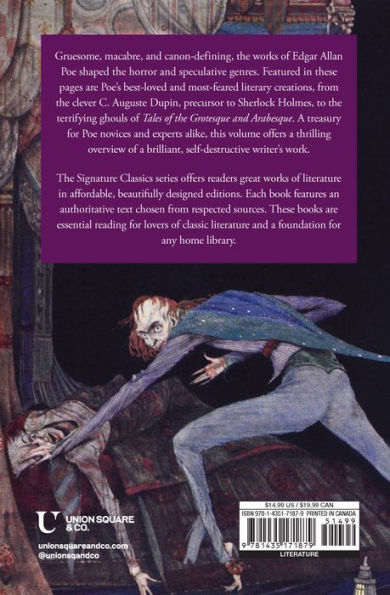 Gruesome, macabre, and canon-defining, the works of Edgar Allan
Poe shaped the horror and speculative genres. Featured in these
pages are Poe's best-loved and most-feared literary creations, from
the clever C. Auguste Dupin, precursor to Sherlock Holmes, to the
terrifying ghouls of Tales of the Grotesque and Arabesque. A treasury
for Poe novices and experts alike, this volume offers a thrilling
overview of a brilliant, self-destructive writer's work.
The Signature Classics series offers readers great works of literature
in affordable, beautifully designed editions. Each book features an
authoritative text chosen from respected sources. These books are
essential reading for lovers of classic literature and a foundation for
any home library.
U
UNION SQUARE
& CO.
unionsquareandco.com
@unionsqandco
$14.99 US / $19.99 CAN
ISBN 978-1-4351-7187-9 PRINTED IN CANADA
51499
9 781435 171879
LITERATURE